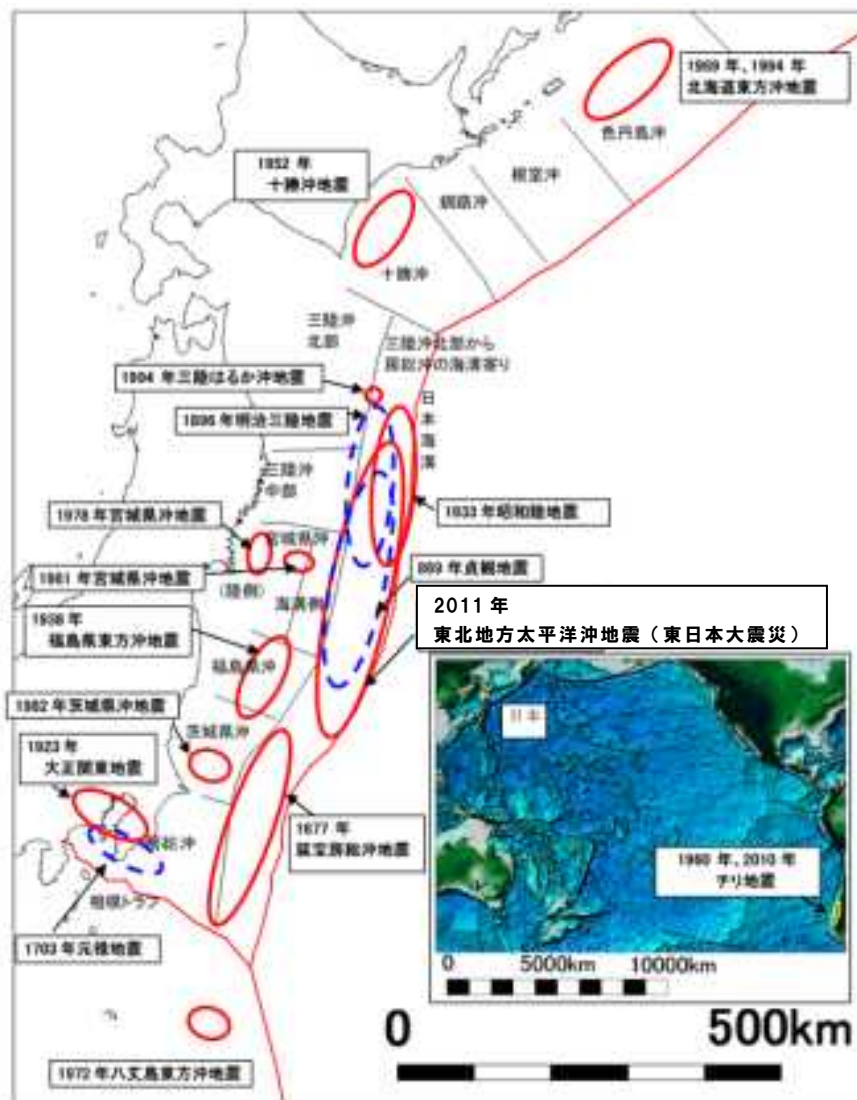 1969 年、1994 年
北海道東方沖地震
色丹島沖
1952 年
十勝沖地震
根室沖
釧路沖
十勝沖
三陸沖
北部
三陸沖北部から
房総沖の海溝寄り
1994 年三陸はるか沖地震
1896 年明治三陸地震
日本海溝
三陸沖
中部
1978 年宮城県沖地震
1933 年昭和陸地震
宮城県沖
1981 年宮城県沖地震
(陸側)
海溝側
869 年貞観地震
2011 年
東北地方太平洋沖地震（東日本大震災）
1938 年
福島県東方沖地震
福島県沖
1982 年茨城県沖地震
茨城県沖
日本
1923 年
大正関東地震
房総沖
1677 年
延宝房総沖地震
1960 年、2010 年
チリ地震
相模トラフ
1703 年元禄地震
0 5000km 10000km
0 500km
1972 年八丈島東方沖地震